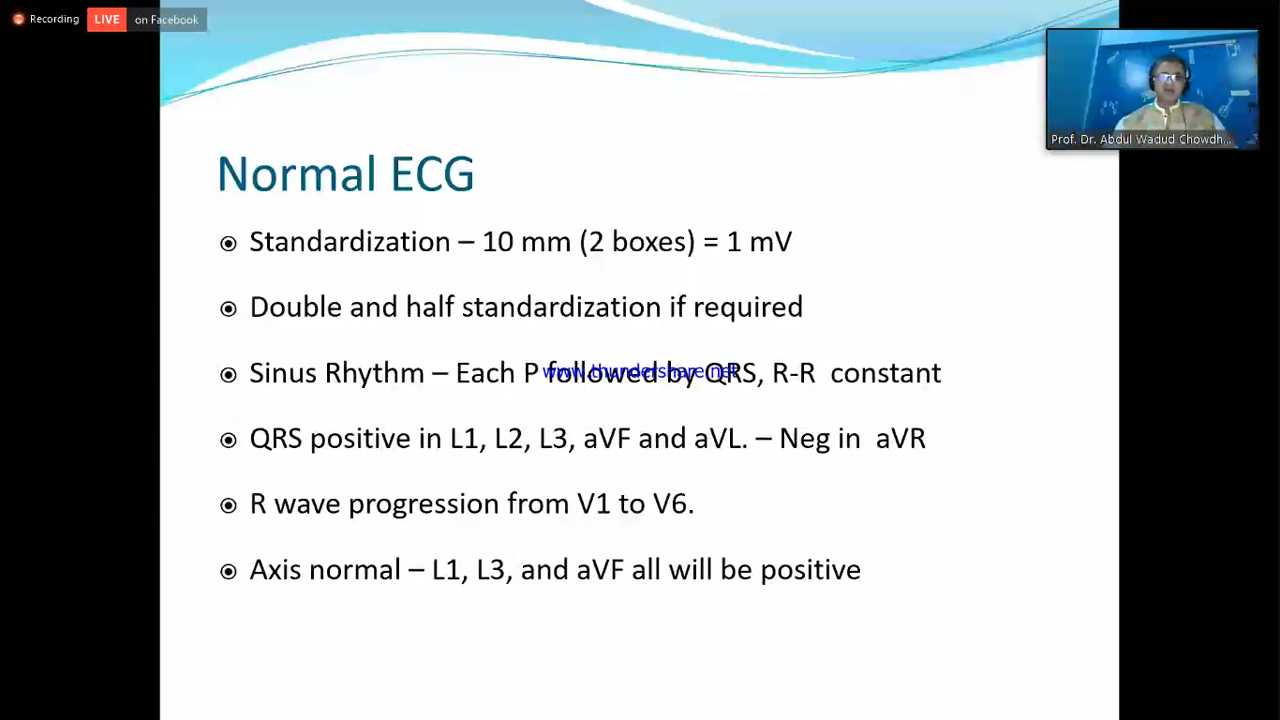 Recording LIVE on Facebook
Prof. Dr. Abdul Wadud Chowdh...
Normal ECG
Standardization – 10 mm (2 boxes) = 1 mV
Double and half standardization if required
Sinus Rhythm – Each P followed by QRS, R-R constant
www.thundershare.net
QRS positive in L1, L2, L3, aVF and aVL. – Neg in aVR
R wave progression from V1 to V6.
Axis normal – L1, L3, and aVF all will be positive